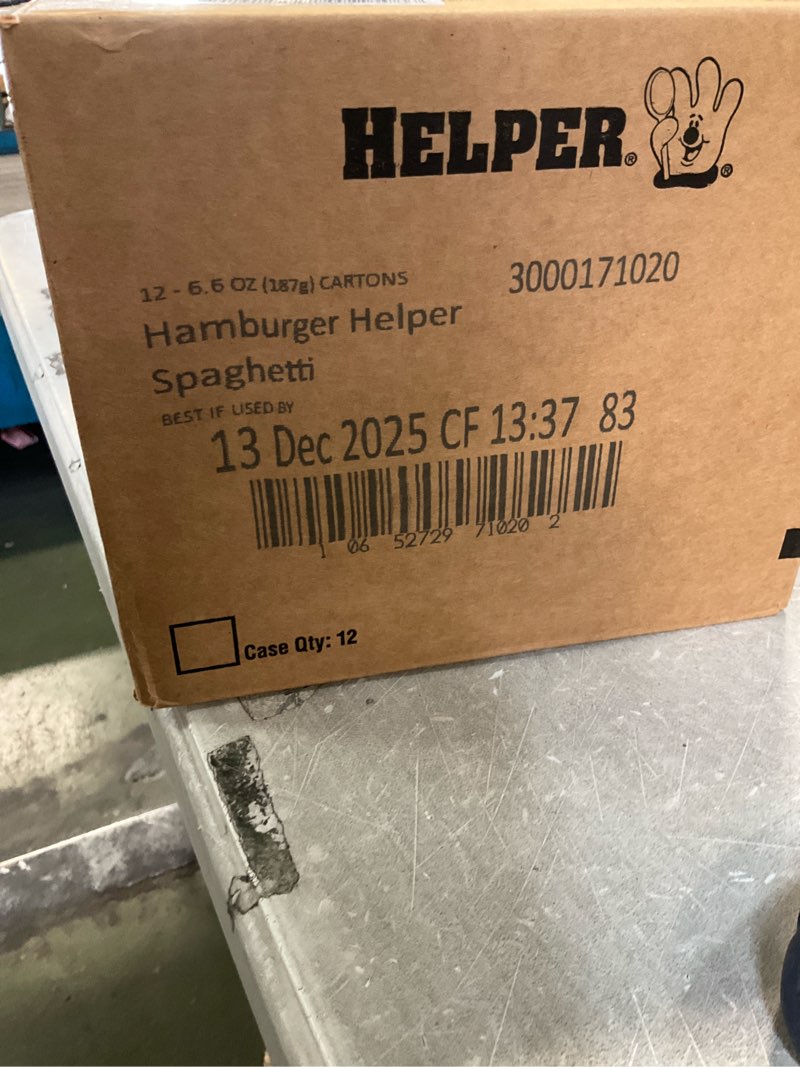 HELPER®
®
12 - 6.6 OZ (187g) CARTONS
3000171020
Hamburger Helper
Spaghetti
BEST IF USED BY
13 Dec 2025 CF 13:37 83
1 06 52729 71020 2
Case Qty: 12